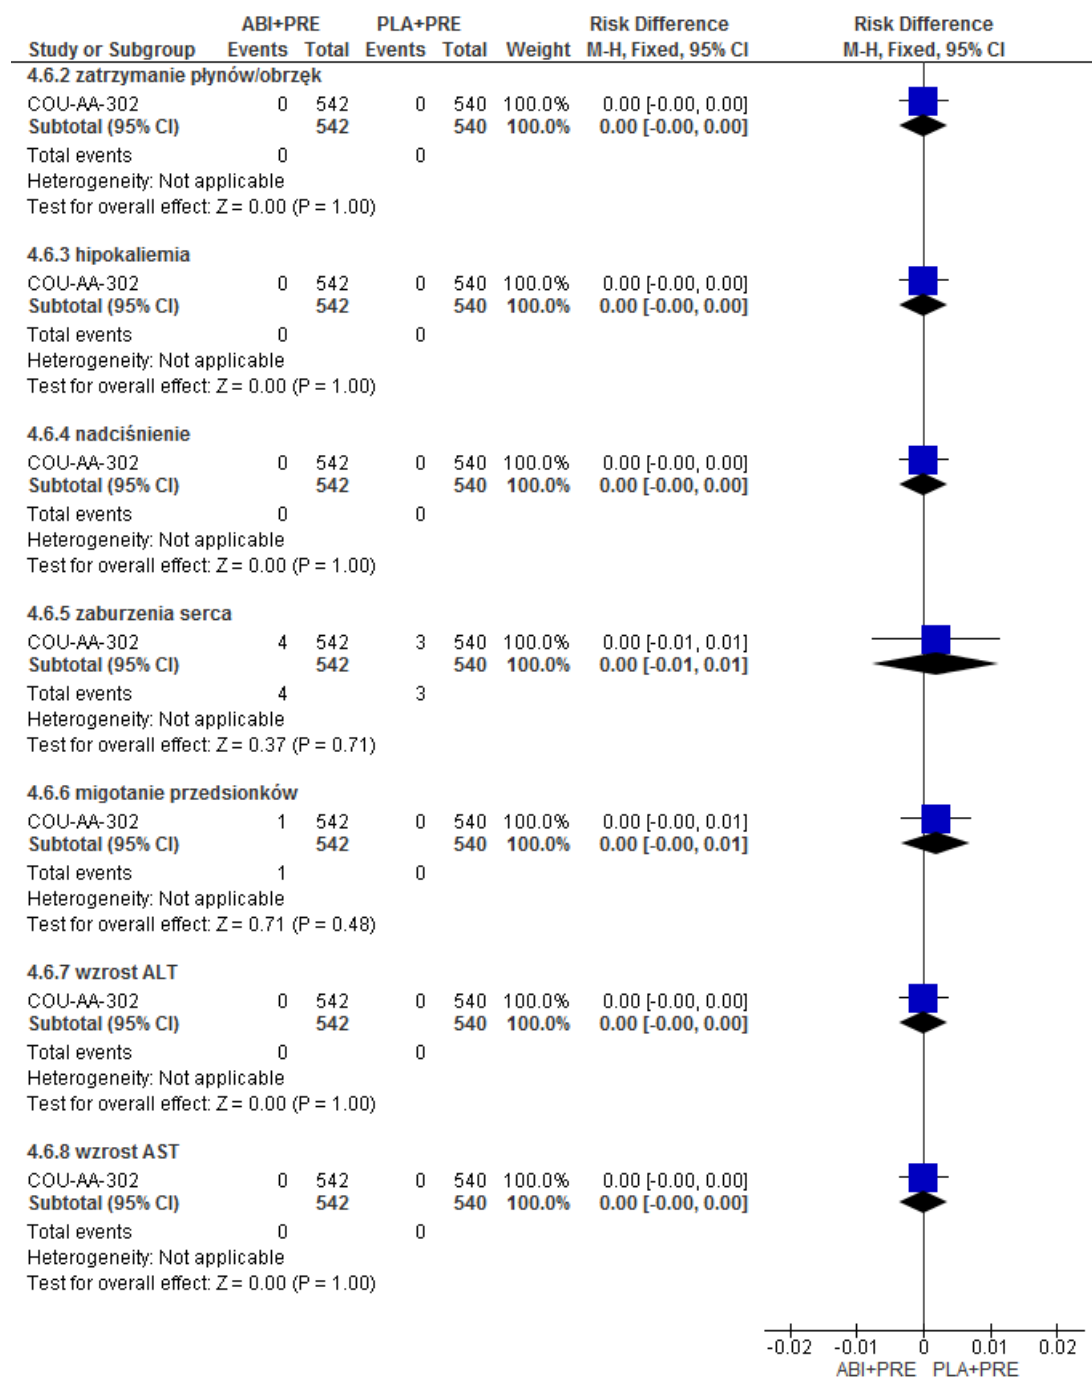 ABI+PRE PLA+PRE Risk Difference Risk Difference
Study or Subgroup Events Total Events Total Weight M-H, Fixed, 95% CI M-H, Fixed, 95% CI
4.6.2 zatrzymanie płynów/obrzęk
COU-AA-302 0 542 0 540 100.0% 0.00 [-0.00, 0.00]
Subtotal (95% CI) 542 540 100.0% 0.00 [-0.00, 0.00]
Total events 0 0
Heterogeneity: Not applicable
Test for overall effect: Z = 0.00 (P = 1.00)
4.6.3 hipokaliemia
COU-AA-302 0 542 0 540 100.0% 0.00 [-0.00, 0.00]
Subtotal (95% CI) 542 540 100.0% 0.00 [-0.00, 0.00]
Total events 0 0
Heterogeneity: Not applicable
Test for overall effect: Z = 0.00 (P = 1.00)
4.6.4 nadciśnienie
COU-AA-302 0 542 0 540 100.0% 0.00 [-0.00, 0.00]
Subtotal (95% CI) 542 540 100.0% 0.00 [-0.00, 0.00]
Total events 0 0
Heterogeneity: Not applicable
Test for overall effect: Z = 0.00 (P = 1.00)
4.6.5 zaburzenia serca
COU-AA-302 4 542 3 540 100.0% 0.00 [-0.01, 0.01]
Subtotal (95% CI) 542 540 100.0% 0.00 [-0.01, 0.01]
Total events 4 3
Heterogeneity: Not applicable
Test for overall effect: Z = 0.37 (P = 0.71)
4.6.6 migotanie przedsionków
COU-AA-302 1 542 0 540 100.0% 0.00 [-0.00, 0.01]
Subtotal (95% CI) 542 540 100.0% 0.00 [-0.00, 0.01]
Total events 1 0
Heterogeneity: Not applicable
Test for overall effect: Z = 0.71 (P = 0.48)
4.6.7 wzrost ALT
COU-AA-302 0 542 0 540 100.0% 0.00 [-0.00, 0.00]
Subtotal (95% CI) 542 540 100.0% 0.00 [-0.00, 0.00]
Total events 0 0
Heterogeneity: Not applicable
Test for overall effect: Z = 0.00 (P = 1.00)
4.6.8 wzrost AST
COU-AA-302 0 542 0 540 100.0% 0.00 [-0.00, 0.00]
Subtotal (95% CI) 542 540 100.0% 0.00 [-0.00, 0.00]
Total events 0 0
Heterogeneity: Not applicable
Test for overall effect: Z = 0.00 (P = 1.00)
-0.02 -0.01 0 0.01 0.02
ABI+PRE PLA+PRE